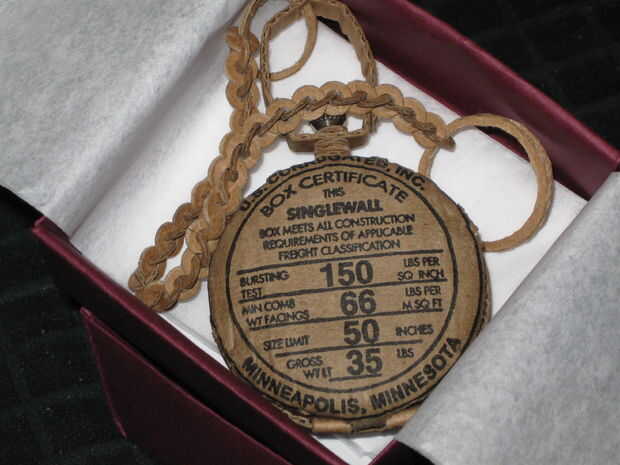 U.S. CORRUGATED, INC.
BOX CERTIFICATE
THIS
SINGLEWALL
BOX MEETS ALL CONSTRUCTION
REQUIREMENTS OF APPLICABLE
FREIGHT CLASSIFICATION
BURSTING TEST 150 LBS PER SQ INCH
MIN COMB WT FACINGS 66 LBS PER M SQ FT
SIZE LIMIT 50 INCHES
GROSS WT LT 35 LBS
MINNEAPOLIS, MINNESOTA